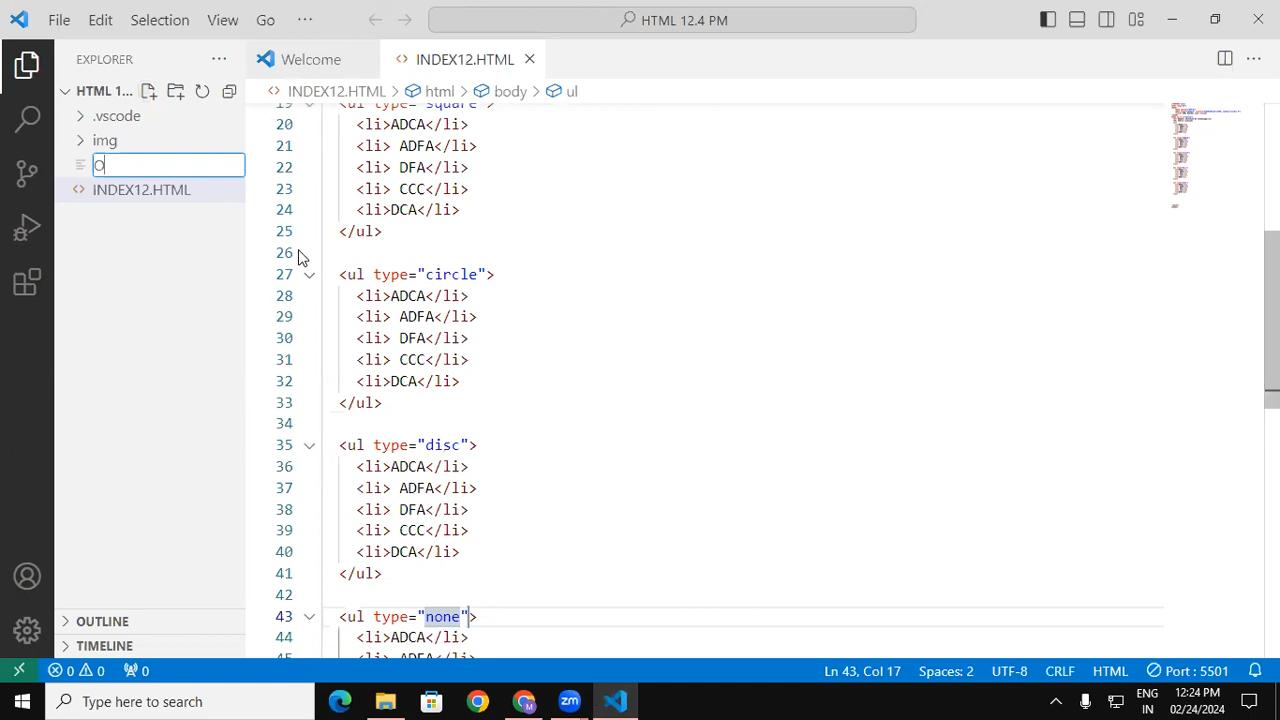 File Edit Selection View Go ··· HTML 12.4 PM
EXPLORER ··· Welcome INDEX12.HTML
HTML 1... INDEX12.HTML > html > body > ul
.vscode
img
O
INDEX12.HTML
19 <ul type="square">
20 <li>ADCA</li>
21 <li> ADFA</li>
22 <li> DFA</li>
23 <li> CCC</li>
24 <li>DCA</li>
25 </ul>
26
27 <ul type="circle">
28 <li>ADCA</li>
29 <li> ADFA</li>
30 <li> DFA</li>
31 <li> CCC</li>
32 <li>DCA</li>
33 </ul>
34
35 <ul type="disc">
36 <li>ADCA</li>
37 <li> ADFA</li>
38 <li> DFA</li>
39 <li> CCC</li>
40 <li>DCA</li>
41 </ul>
42
43 <ul type="none">
44 <li>ADCA</li>
45 <li> ADFA</li>
OUTLINE
TIMELINE
0 0 0 Ln 43, Col 17 Spaces: 2 UTF-8 CRLF HTML Port : 5501
Type here to search ENG IN 12:24 PM 02/24/2024